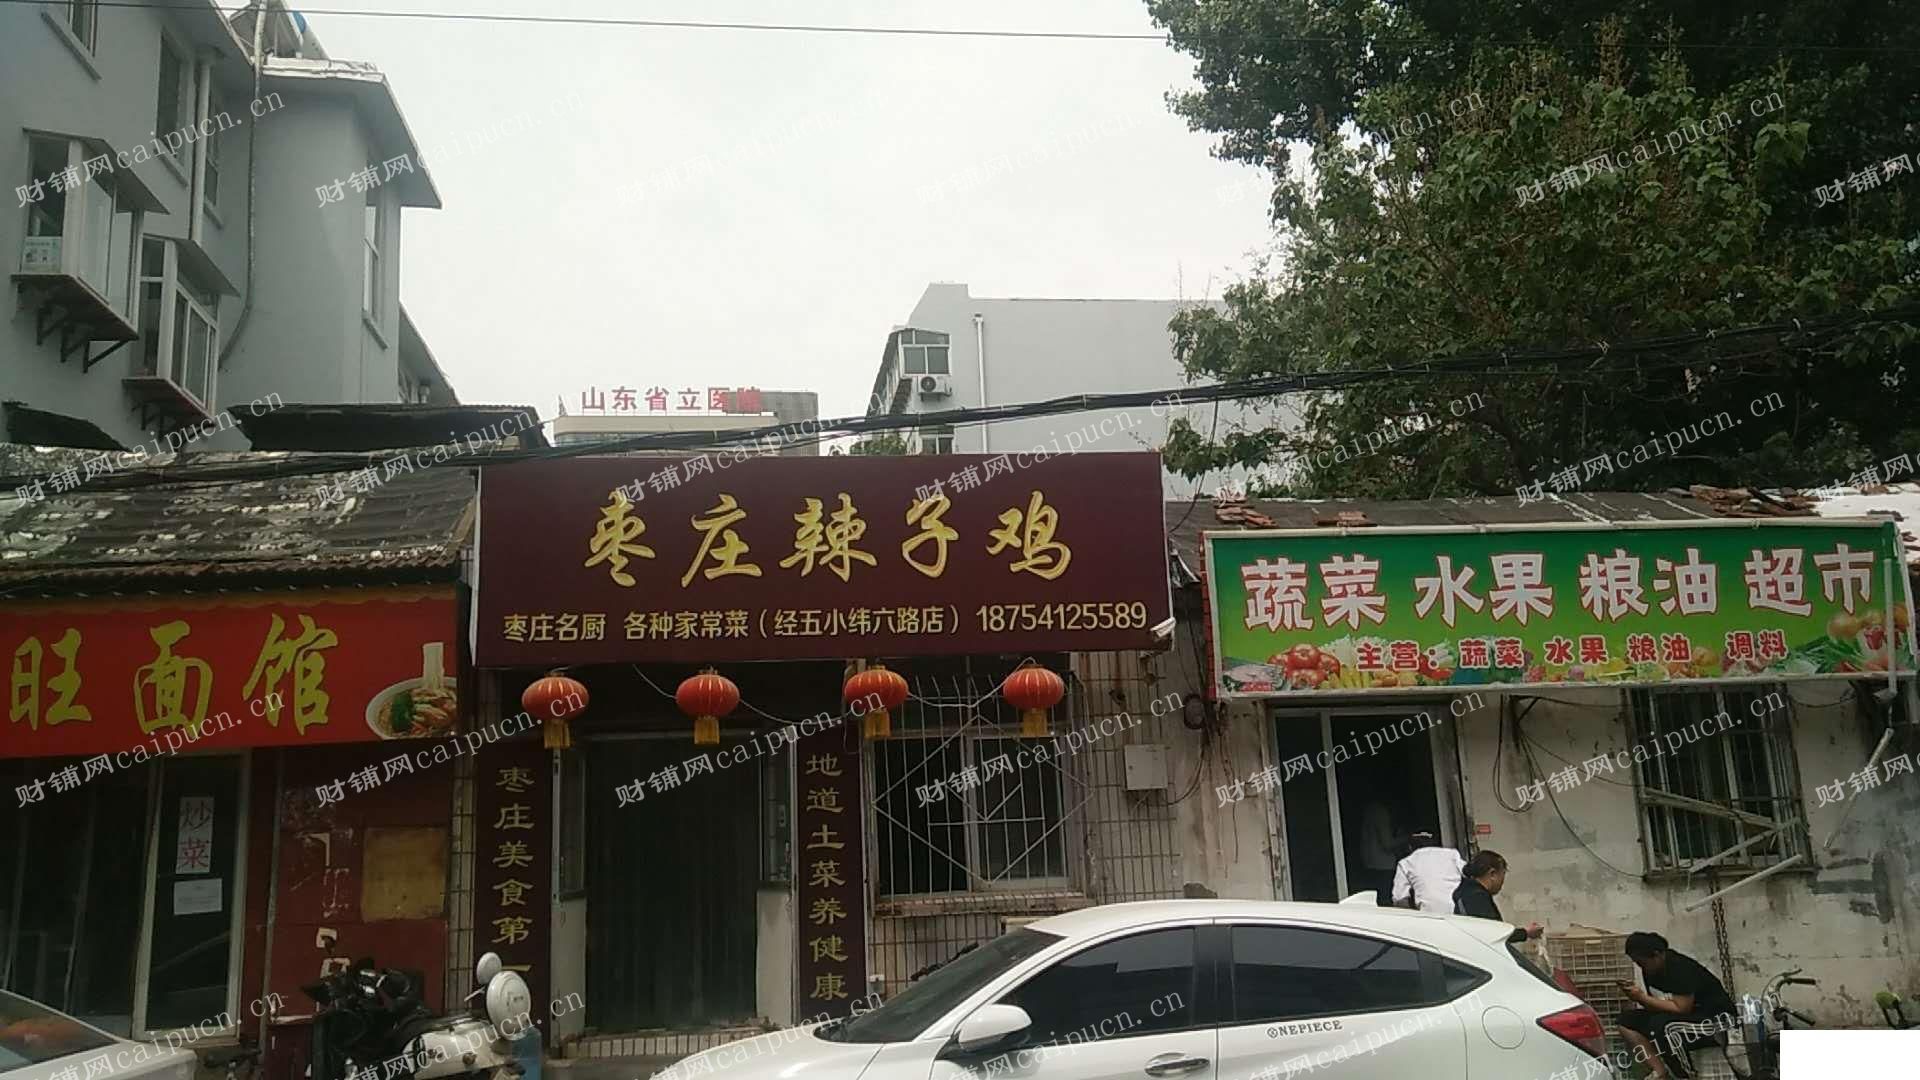 山东省立医院
枣庄辣子鸡
枣庄名厨 各种家常菜（经五小纬六路店）18754125589
旺面馆
炒菜
枣庄美食第一
地道土菜养健康
蔬菜 水果 粮油 超市
主营：蔬菜 水果 粮油 调料
ONEPIECE
财铺网caipucn.cn